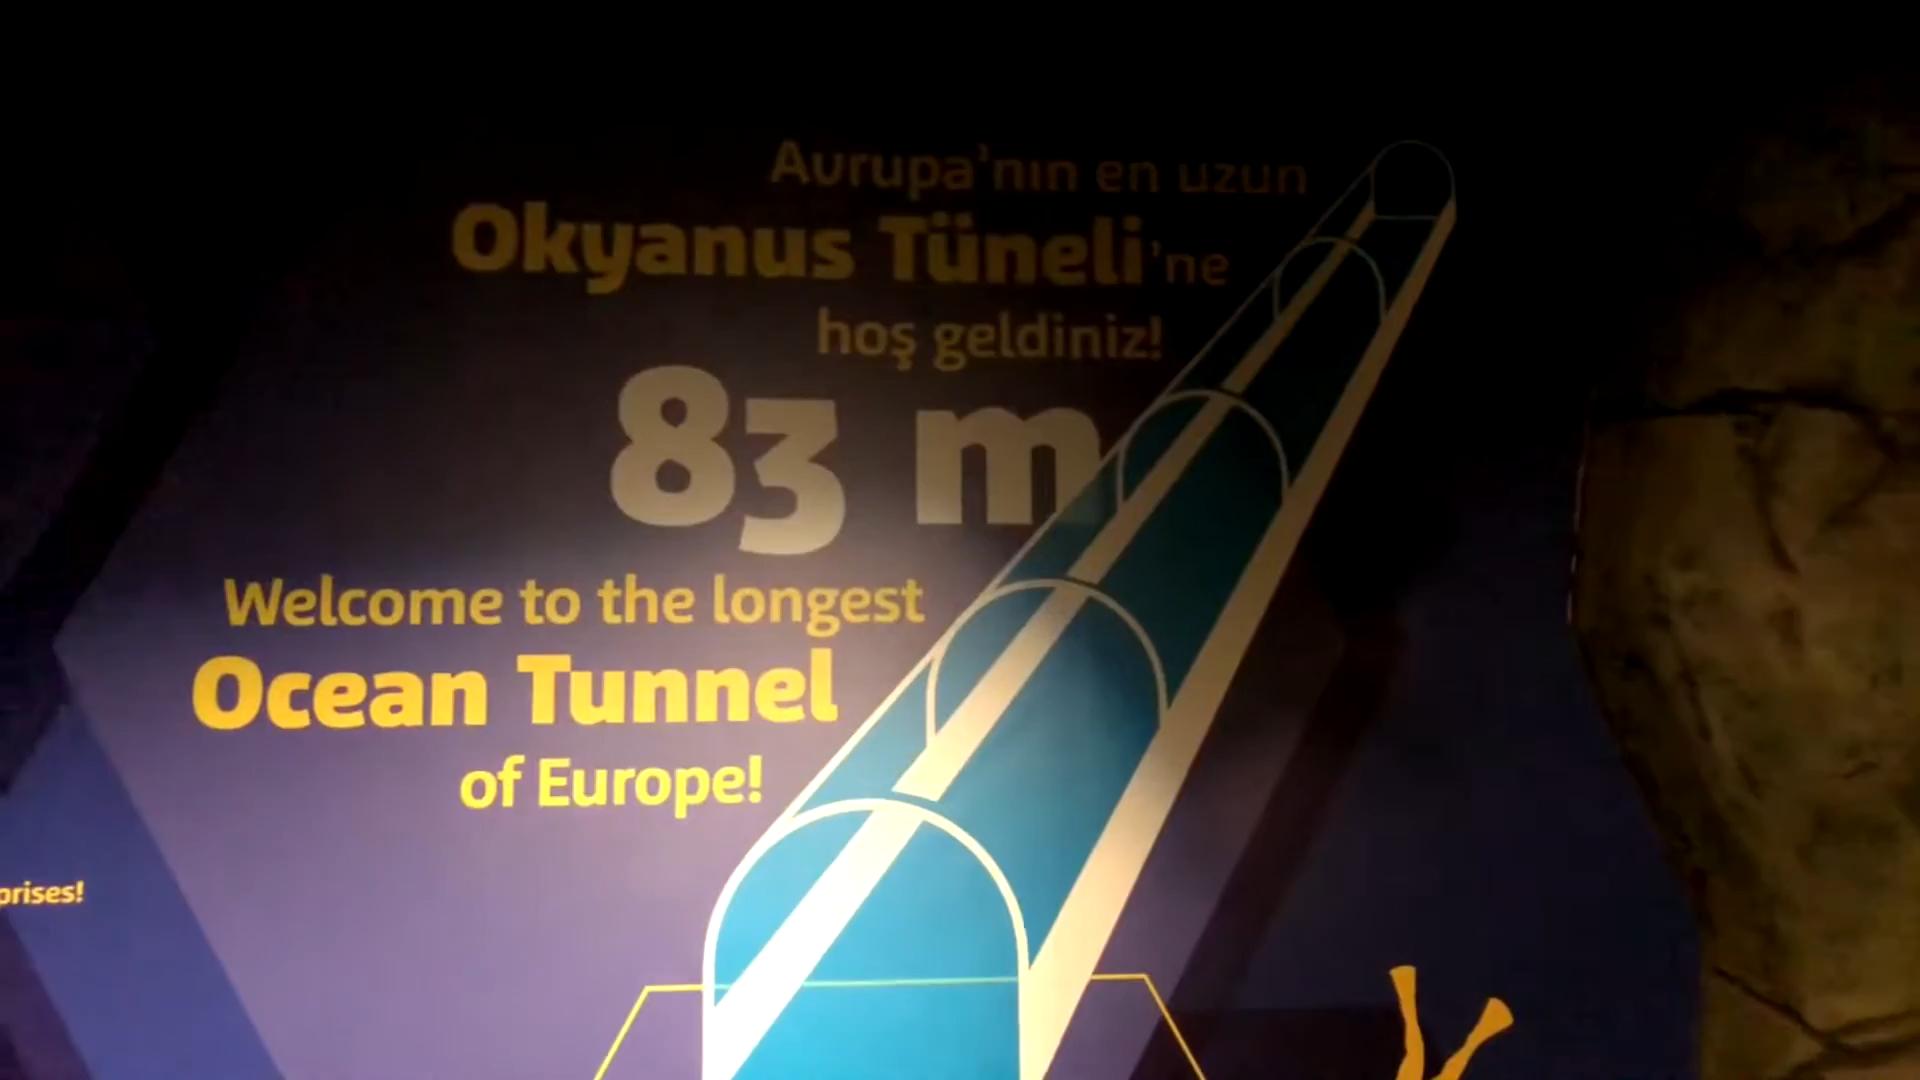 Avrupa'nın en uzun
Okyanus Tüneli'ne
hoş geldiniz!
83 m
Welcome to the longest
Ocean Tunnel
of Europe!
prises!